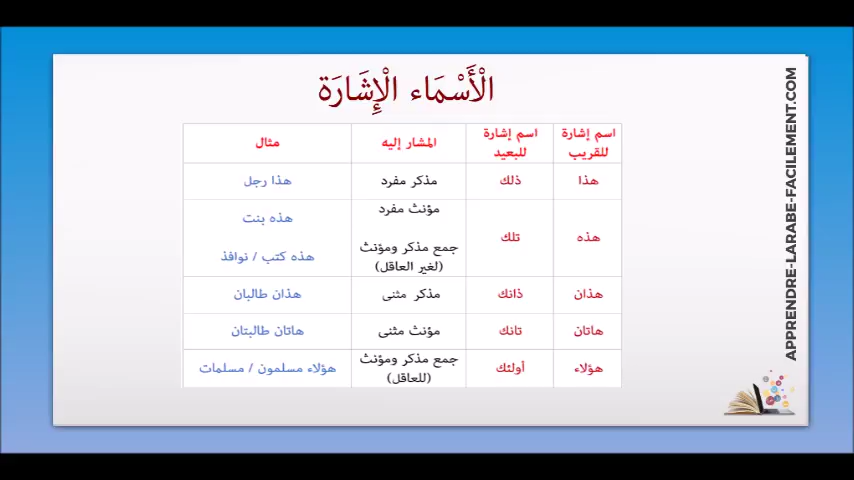 الْأَسْمَاء الْإِشَارَة
اسم إشارة للقريب
اسم إشارة للبعيد
المشار إليه
مثال
هذا
ذلك
مذكر مفرد
هذا رجل
هذه
تلك
مؤنث مفرد
هذه بنت
جمع مذكر ومؤنث
(لغير العاقل)
هذه كتب / نوافذ
هذان
ذانك
مذكر مثنى
هذان طالبان
هاتان
تانك
مؤنث مثنى
هاتان طالبتان
هؤلاء
أولئك
جمع مذكر ومؤنث
(للعاقل)
هؤلاء مسلمون / مسلمات
APPRENDRE-LARABE-FACILEMENT.COM